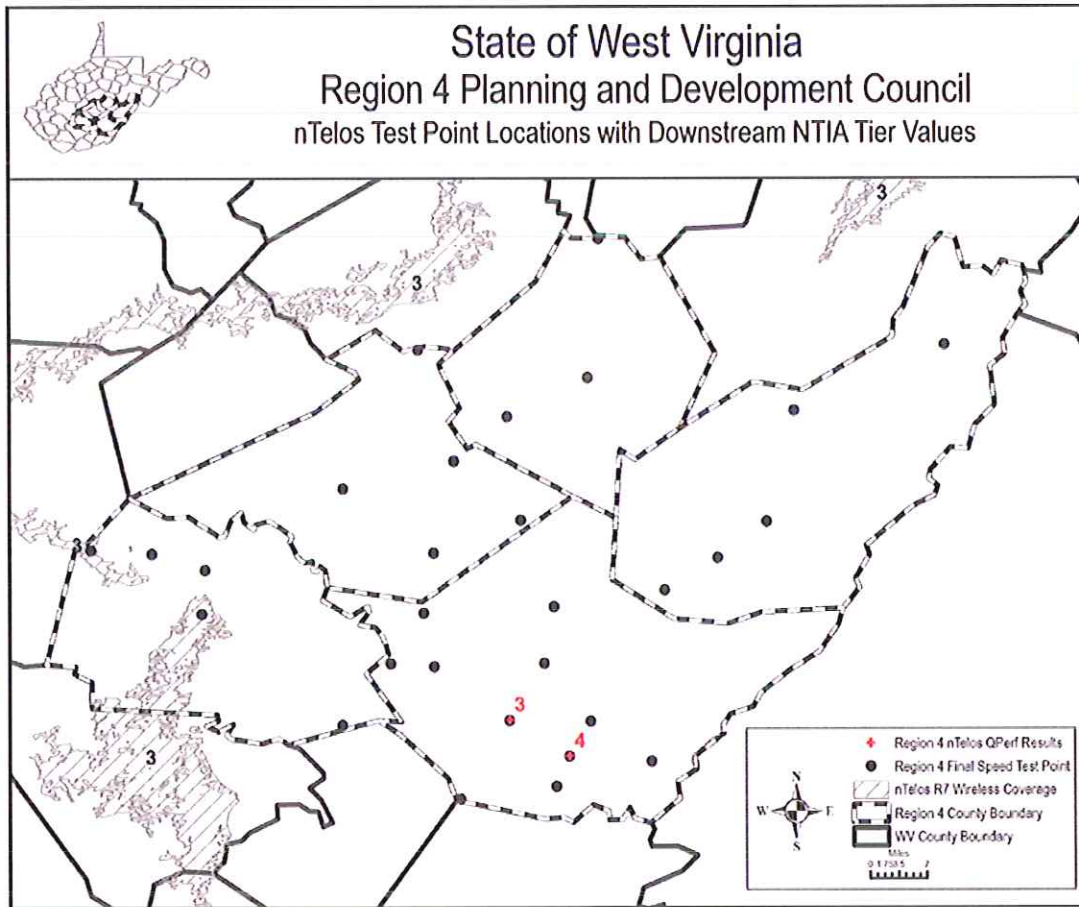 State of West Virginia
Region 4 Planning and Development Council
nTelos Test Point Locations with Downstream NTIA Tier Values
3
3
3
3
4
3
Region 4 nTelos QPerf Results
Region 4 Final Speed Test Point
nTelos R7 Wireless Coverage
Region 4 County Boundary
WV County Boundary
Miles
N
W
E
S
7